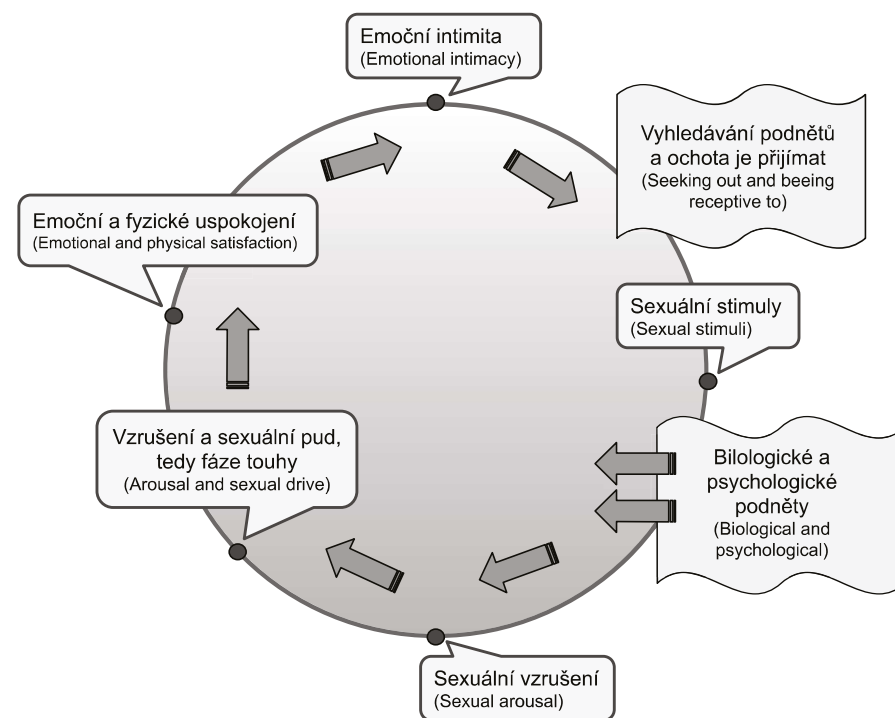 Emoční intimita
(Emotional intimacy)
Vyhledávání podnětů
a ochota je přijímat
(Seeking out and beeing
receptive to)
Emoční a fyzické uspokojení
(Emotional and physical satisfaction)
Sexuální stimuly
(Sexual stimuli)
Vzrušení a sexuální pud,
tedy fáze touhy
(Arousal and sexual drive)
Bilologické a
psychologické
podněty
(Biological and
psychological)
Sexuální vzrušení
(Sexual arousal)